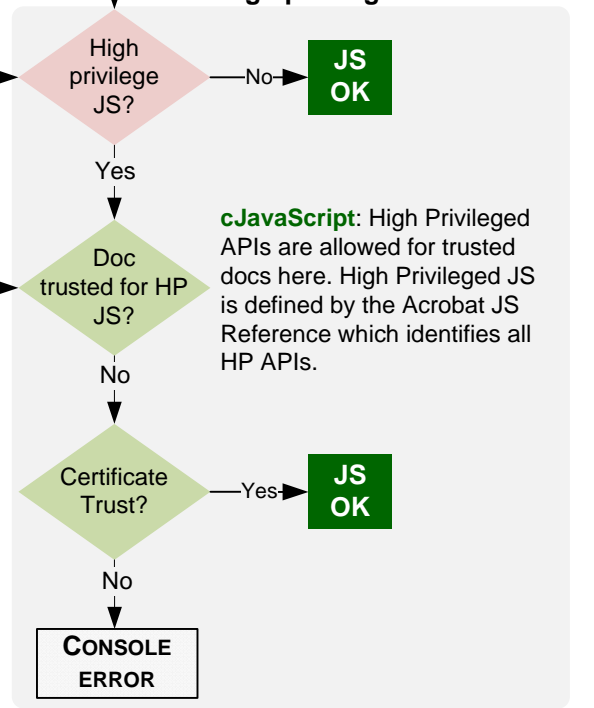 High
privilege
JS?
No
JS
OK
Yes
cJavaScript: High Privileged
APIs are allowed for trusted
docs here. High Privileged JS
is defined by the Acrobat JS
Reference which identifies all
HP APIs.
Doc
trusted for HP
JS?
No
Certificate
Trust?
Yes
JS
OK
No
CONSOLE
ERROR